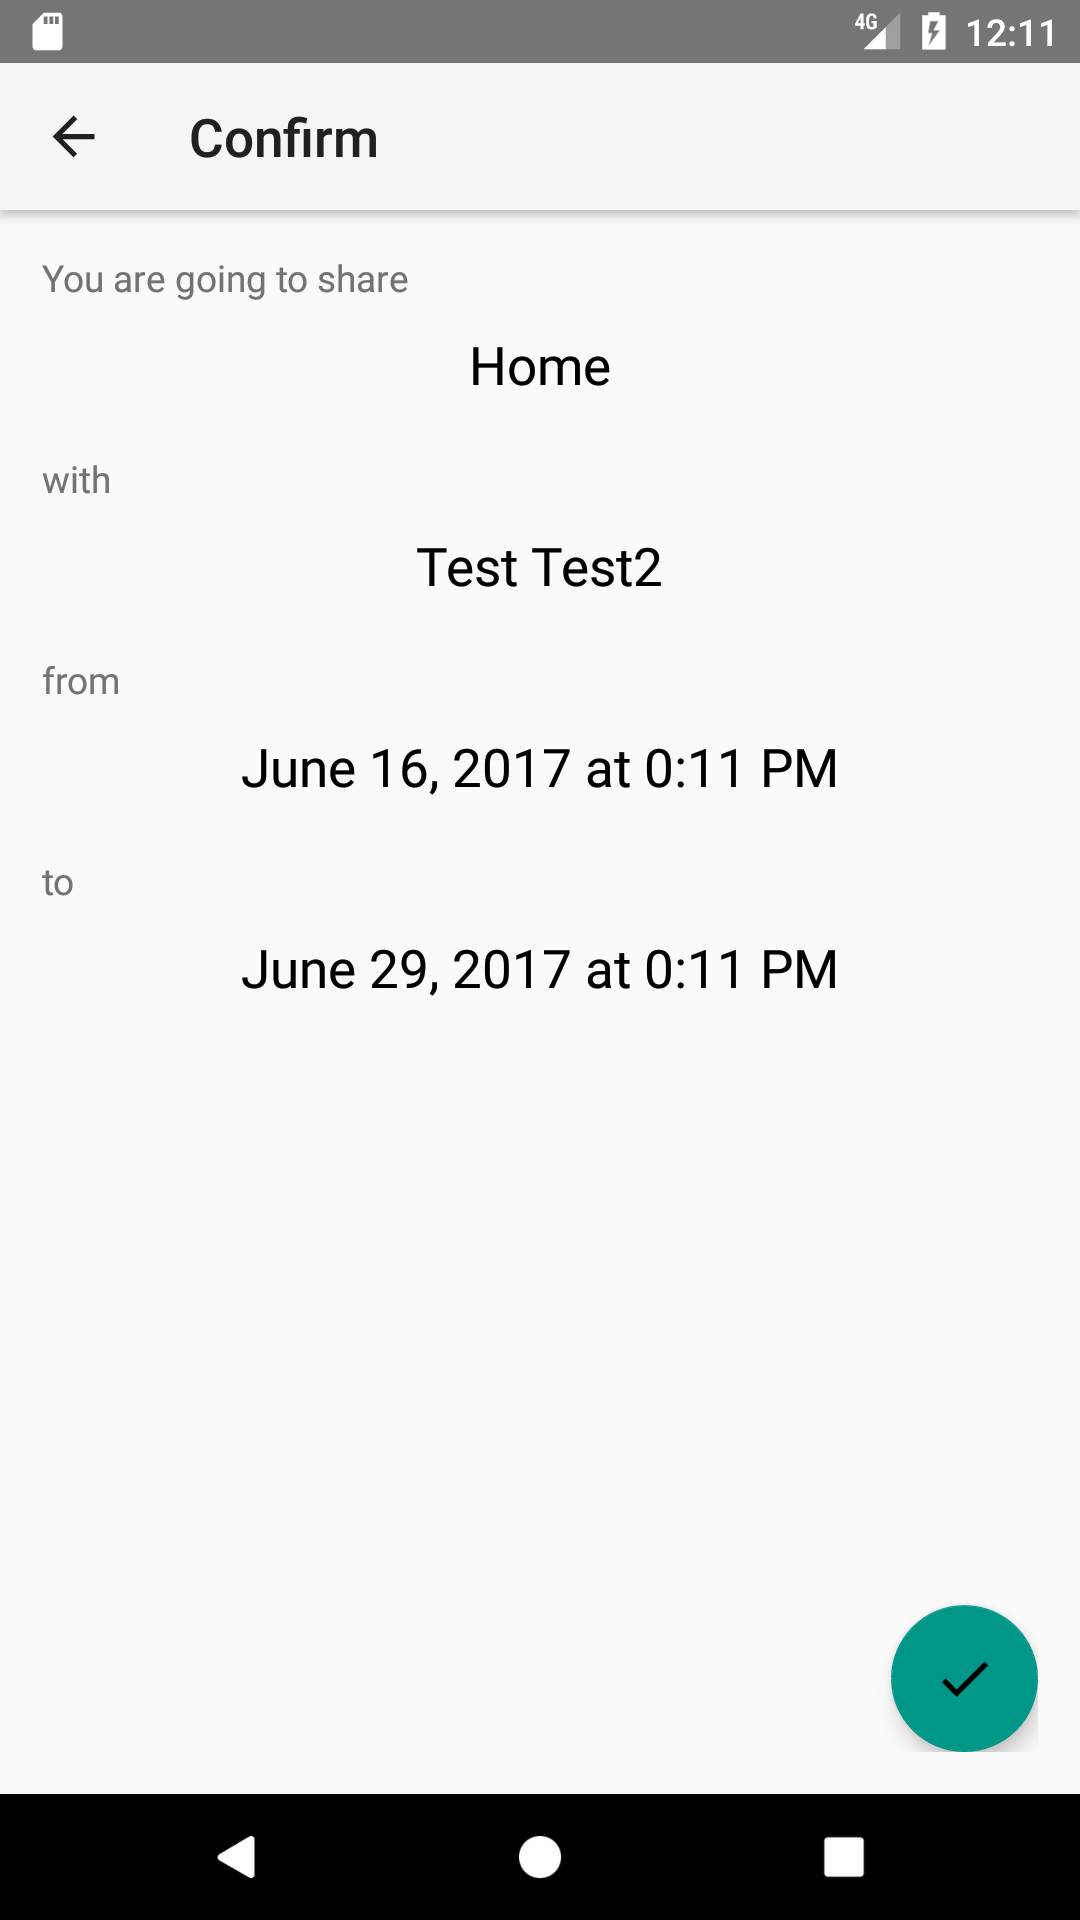 4G 12:11
Confirm
You are going to share
Home
with
Test Test2
from
June 16, 2017 at 0:11 PM
to
June 29, 2017 at 0:11 PM